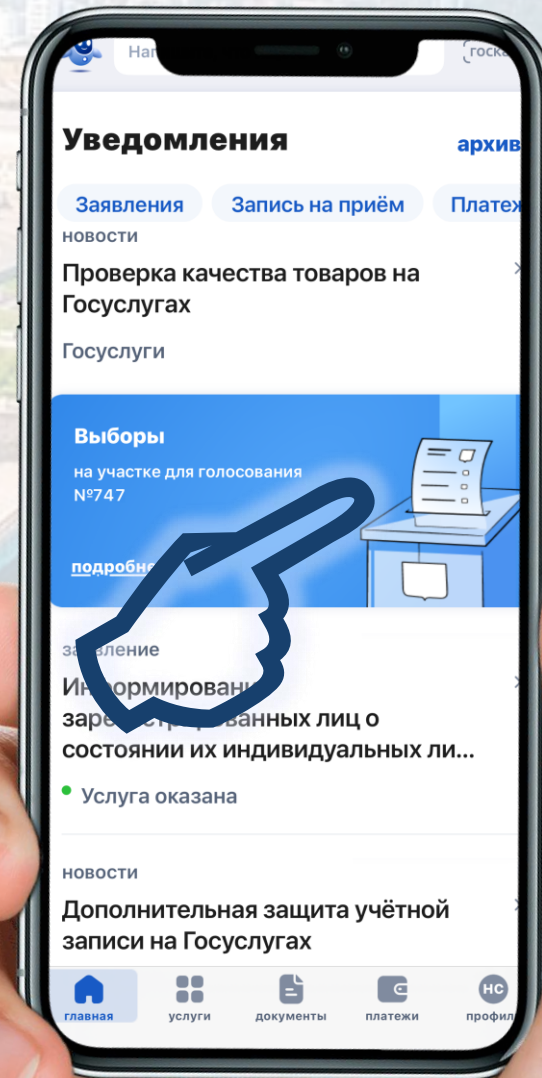 Уведомления
архив
Заявления Запись на приём
новости
Проверка качества товаров на
Госуслугах
Госуслуги
Выборы
на участке для голосования
№747
заявление
зарегистрированных лиц о
состоянии их индивидуальных ли...
Услуга оказана
новости
Дополнительная защита учётной
записи на Госуслугах
НС
главная услуги документы платежи